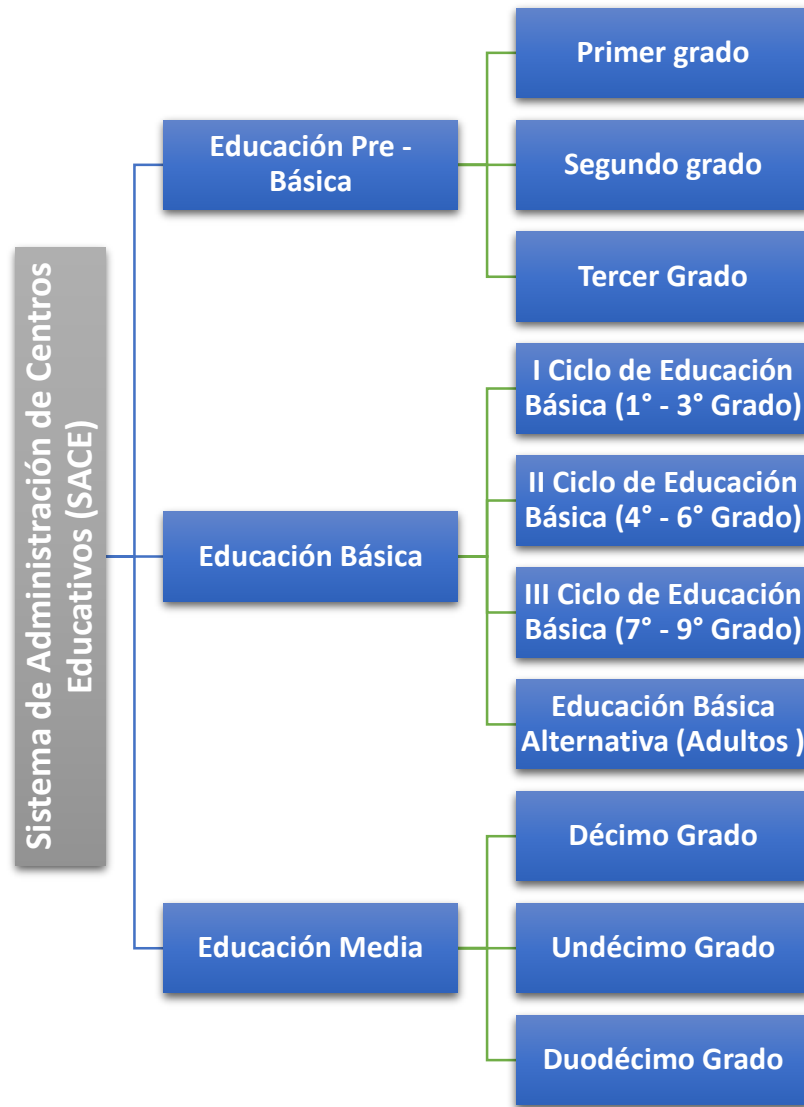 Sistema de Administración de Centros
Educativos (SACE)
Educación Pre -
Básica
Primer grado
Segundo grado
Tercer Grado
Educación Básica
I Ciclo de Educación
Básica (1° - 3° Grado)
II Ciclo de Educación
Básica (4° - 6° Grado)
III Ciclo de Educación
Básica (7° - 9° Grado)
Educación Básica
Alternativa (Adultos )
Educación Media
Décimo Grado
Undécimo Grado
Duodécimo Grado